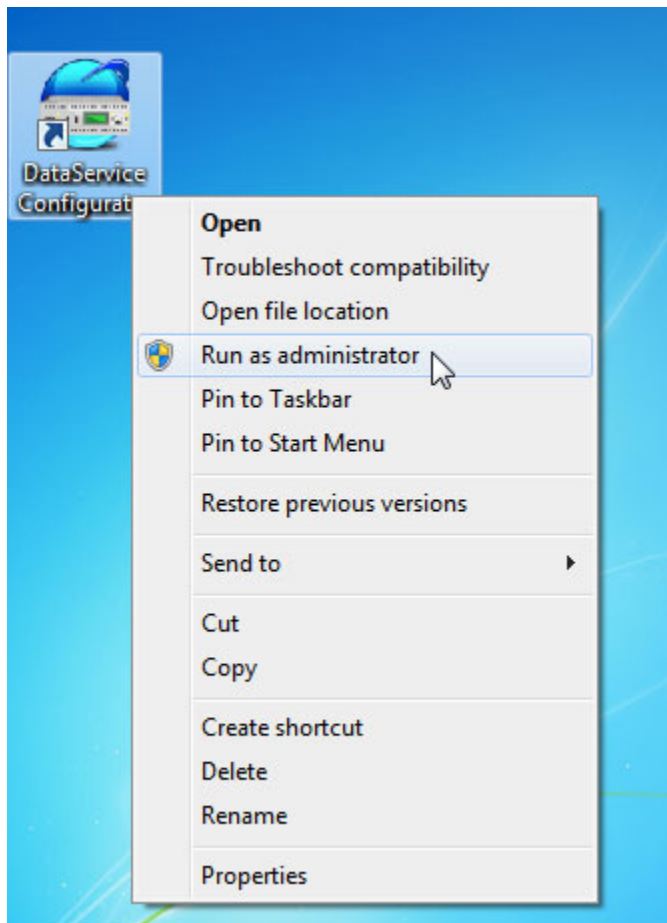 DataService
Configurat
Open
Troubleshoot compatibility
Open file location
Run as administrator
Pin to Taskbar
Pin to Start Menu
Restore previous versions
Send to
Cut
Copy
Create shortcut
Delete
Rename
Properties